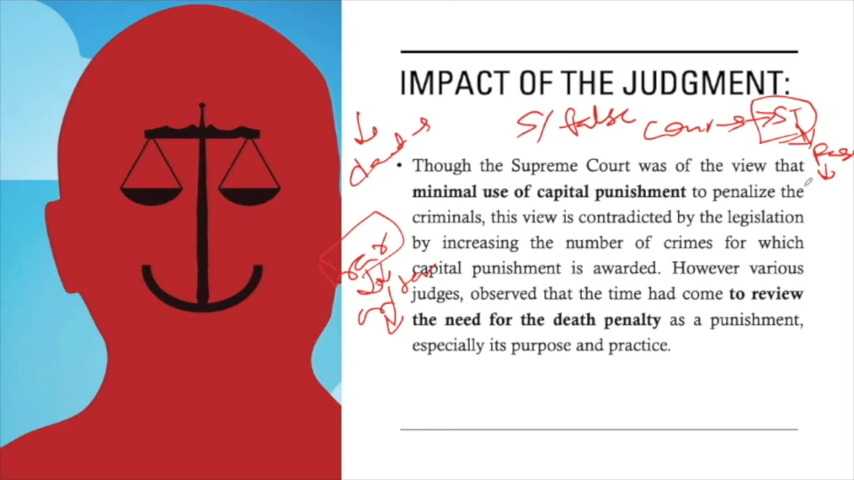 IMPACT OF THE JUDGMENT:
S/ false
• Though the Supreme Court was of the view that
minimal use of capital punishment to penalize the
criminals, this view is contradicted by the legislation
by increasing the number of crimes for which
capital punishment is awarded. However various
judges, observed that the time had come to review
the need for the death penalty as a punishment,
especially its purpose and practice.